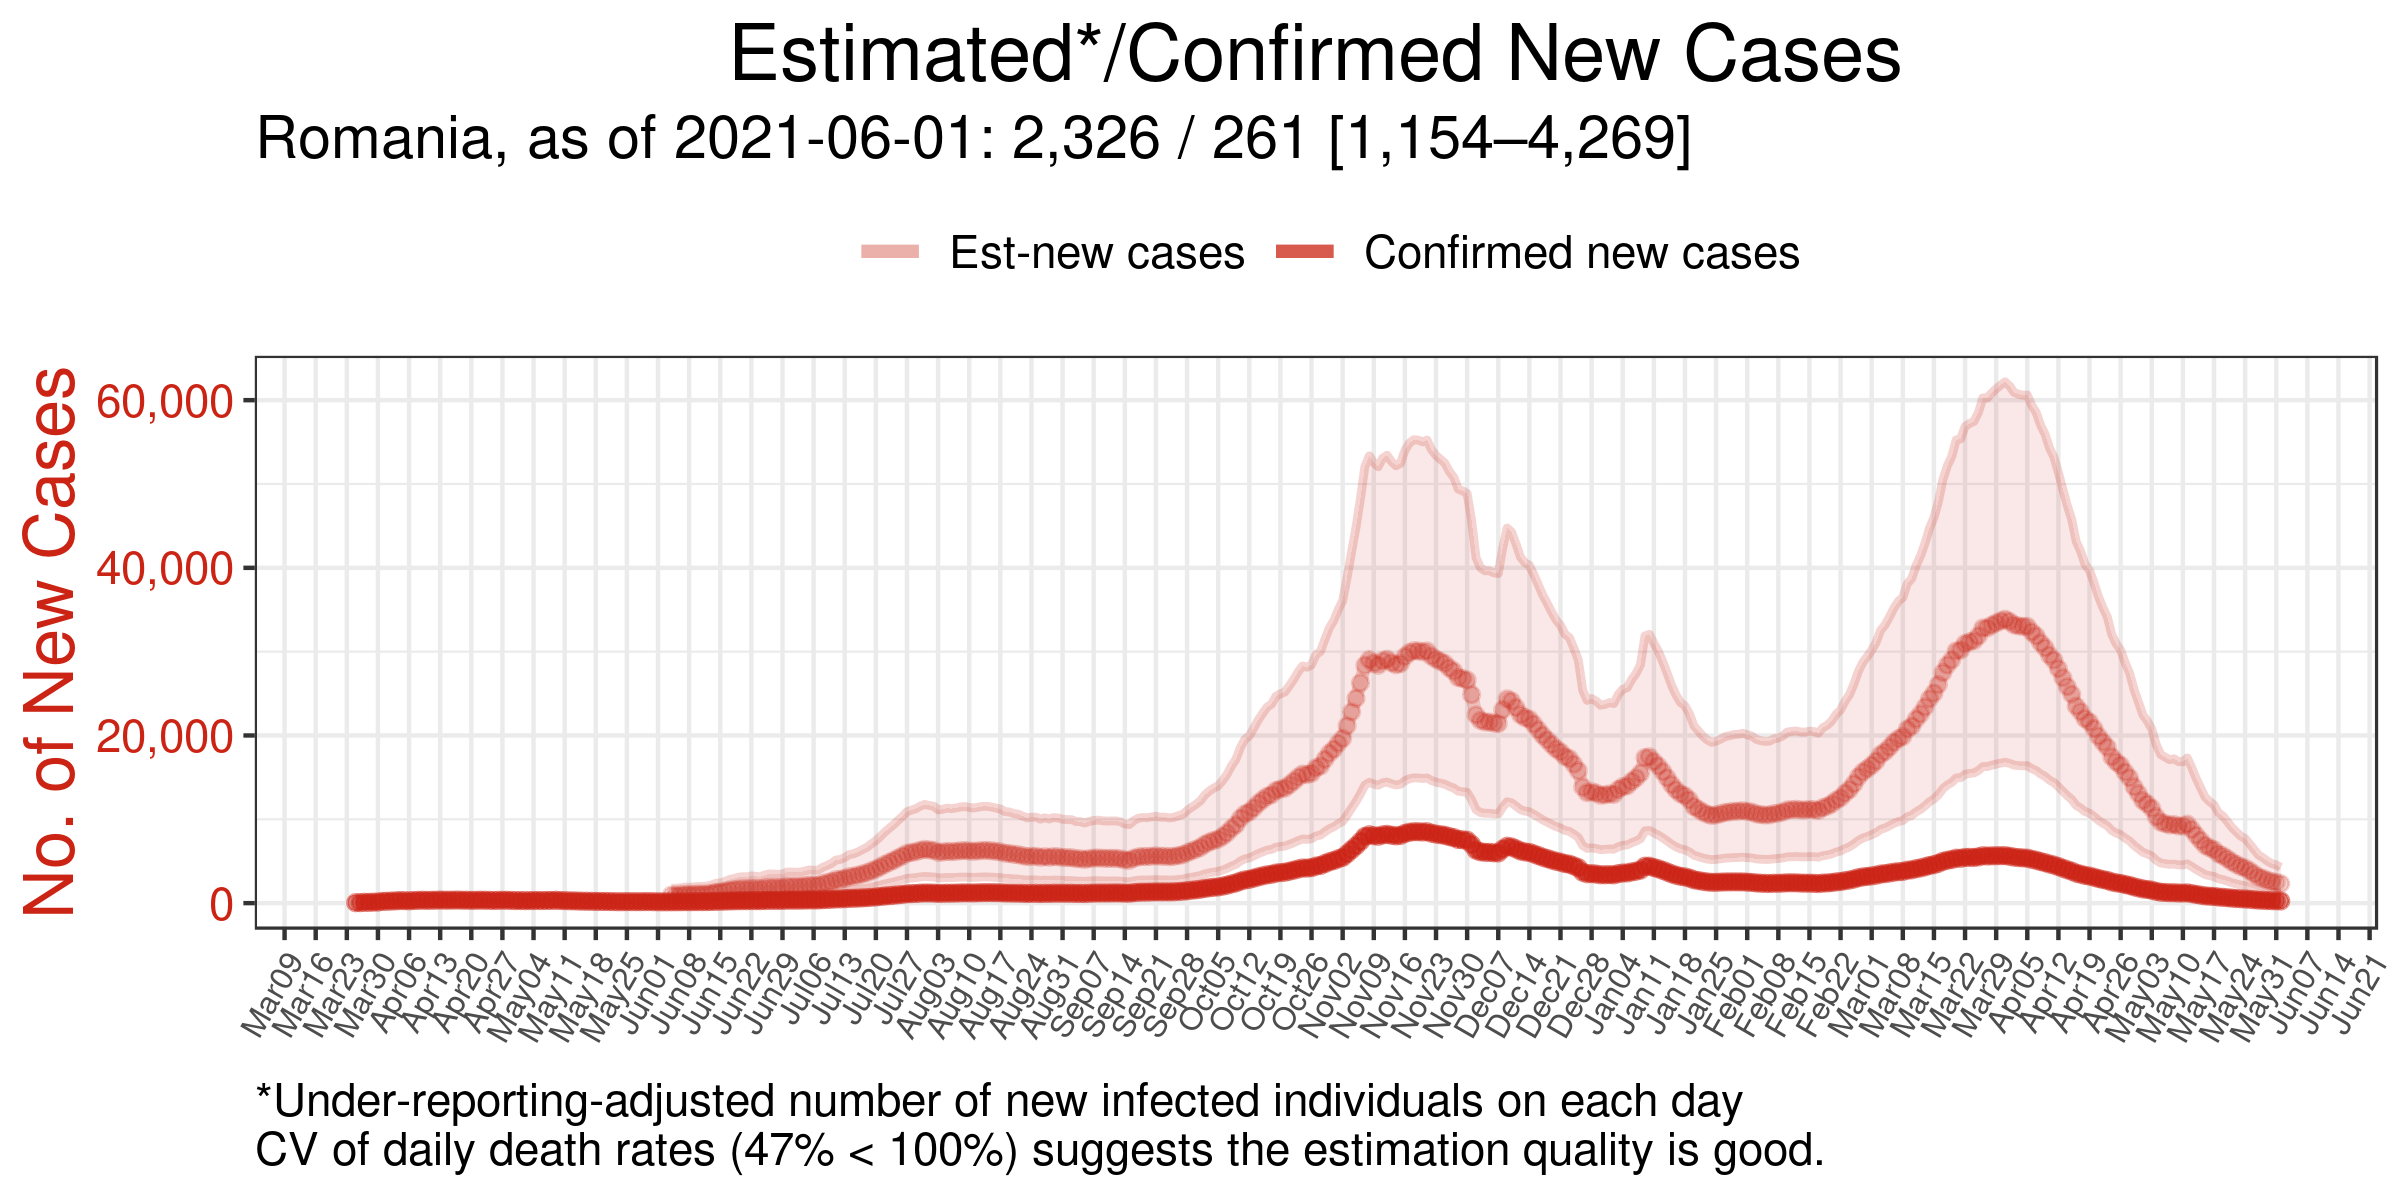 Estimated*/Confirmed New Cases
Romania, as of 2021-06-01: 2,326 / 261 [1,154–4,269]
Est-new cases Confirmed new cases
No. of New Cases
60,000
40,000
20,000
0
Mar09 Mar16 Mar23 Mar30 Apr06 Apr13 Apr20 Apr27 May04 May11 May18 May25 Jun01 Jun08 Jun15 Jun22 Jun29 Jul06 Jul13 Jul20 Jul27 Aug03 Aug10 Aug17 Aug24 Aug31 Sep07 Sep14 Sep21 Sep28 Oct05 Oct12 Oct19 Oct26 Nov02 Nov09 Nov16 Nov23 Nov30 Dec07 Dec14 Dec21 Dec28 Jan04 Jan11 Jan18 Jan25 Feb01 Feb08 Feb15 Feb22 Mar01 Mar08 Mar15 Mar22 Mar29 Apr05 Apr12 Apr19 Apr26 May03 May10 May17 May24 May31 Jun07 Jun14 Jun21
*Under-reporting-adjusted number of new infected individuals on each day
CV of daily death rates (47% < 100%) suggests the estimation quality is good.